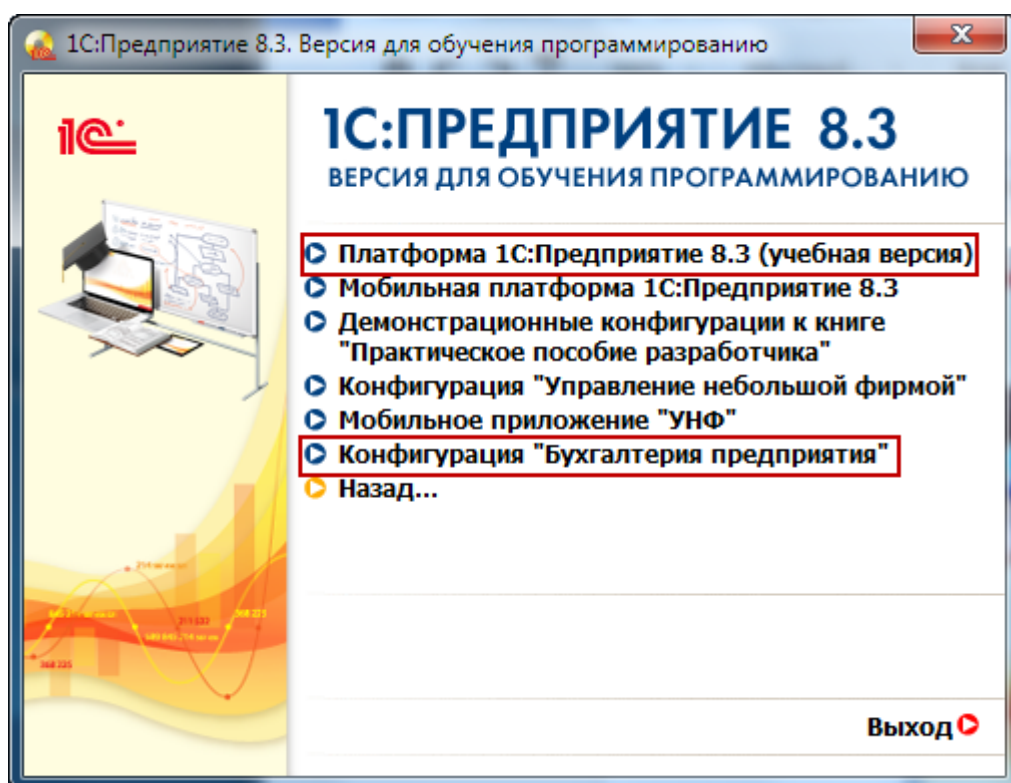 1С:Предприятие 8.3. Версия для обучения программированию
1С
1С:ПРЕДПРИЯТИЕ 8.3
ВЕРСИЯ ДЛЯ ОБУЧЕНИЯ ПРОГРАММИРОВАНИЮ
Платформа 1С:Предприятие 8.3 (учебная версия)
Мобильная платформа 1С:Предприятие 8.3
Демонстрационные конфигурации к книге
"Практическое пособие разработчика"
Конфигурация "Управление небольшой фирмой"
Мобильное приложение "УНФ"
Конфигурация "Бухгалтерия предприятия"
Назад...
368 225
Выход